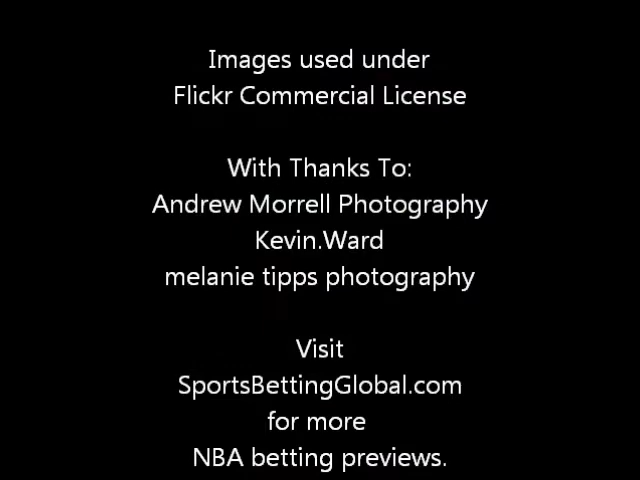 Images used under
Flickr Commercial License
With Thanks To:
Andrew Morrell Photography
Kevin.Ward
melanie tipps photography
Visit
SportsBettingGlobal.com
for more
NBA betting previews.